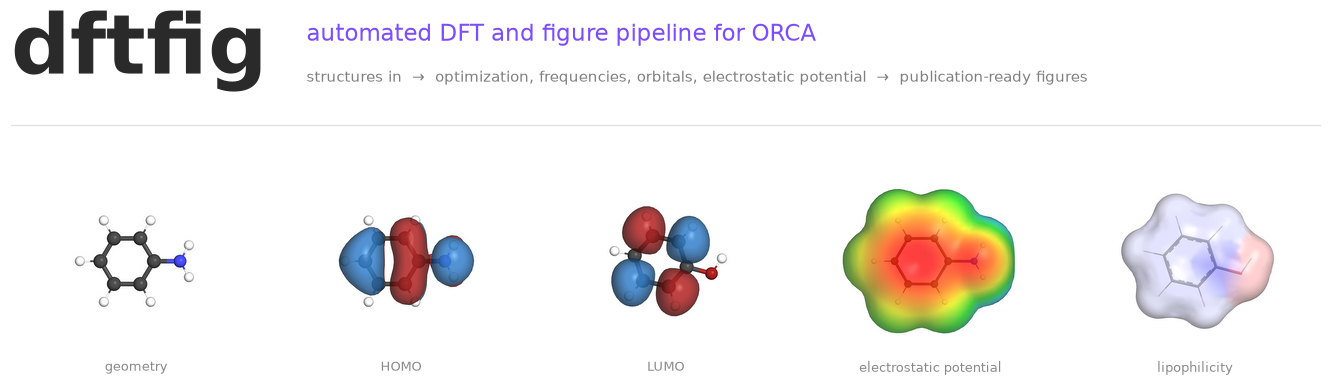 dftfig
automated DFT and figure pipeline for ORCA
structures in → optimization, frequencies, orbitals, electrostatic potential → publication-ready figures
geometry
HOMO
LUMO
electrostatic potential
lipophilicity